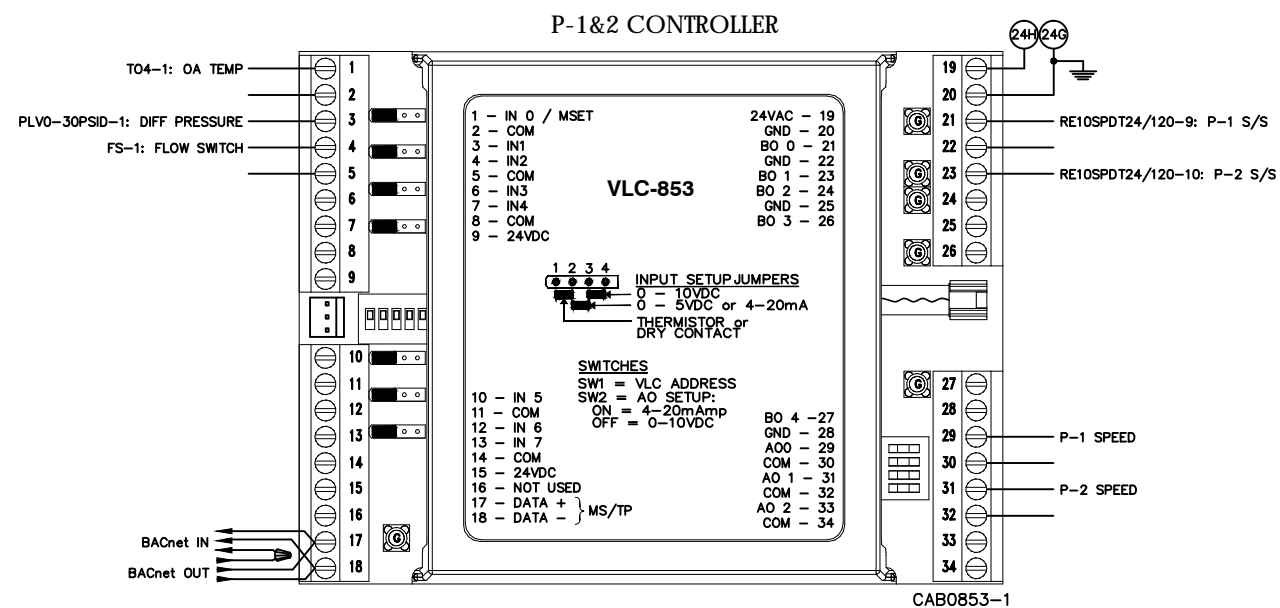 P-1&2 CONTROLLER
24H 24G
TO4-1: OA TEMP
PLVO-30PSID-1: DIFF PRESSURE
FS-1: FLOW SWITCH
1
2
3
4
5
6
7
8
9
10
11
12
13
14
15
16
17
18
BACnet IN
BACnet OUT
1 - IN 0 / MSET
2 - COM
3 - IN1
4 - IN2
5 - COM
6 - IN3
7 - IN4
8 - COM
9 - 24VDC
VLC-853
24VAC - 19
GND - 20
BO 0 - 21
GND - 22
BO 1 - 23
BO 2 - 24
GND - 25
BO 3 - 26
1 2 3 4
INPUT SETUP JUMPERS
0 - 10VDC
0 - 5VDC or 4-20mA
THERMISTOR or
DRY CONTACT
SWITCHES
SW1 = VLC ADDRESS
SW2 = AO SETUP:
ON = 4-20mAmp
OFF = 0-10VDC
10 - IN 5
11 - COM
12 - IN 6
13 - IN 7
14 - COM
15 - 24VDC
16 - NOT USED
17 - DATA +
18 - DATA -
MS/TP
BO 4 -27
GND - 28
AO0 - 29
COM - 30
AO 1 - 31
COM - 32
AO 2 - 33
COM - 34
G
G
G
G
G
G
19
20
21
22
23
24
25
26
27
28
29
30
31
32
33
34
RE10SPDT24/120-9: P-1 S/S
RE10SPDT24/120-10: P-2 S/S
P-1 SPEED
P-2 SPEED
CAB0853-1